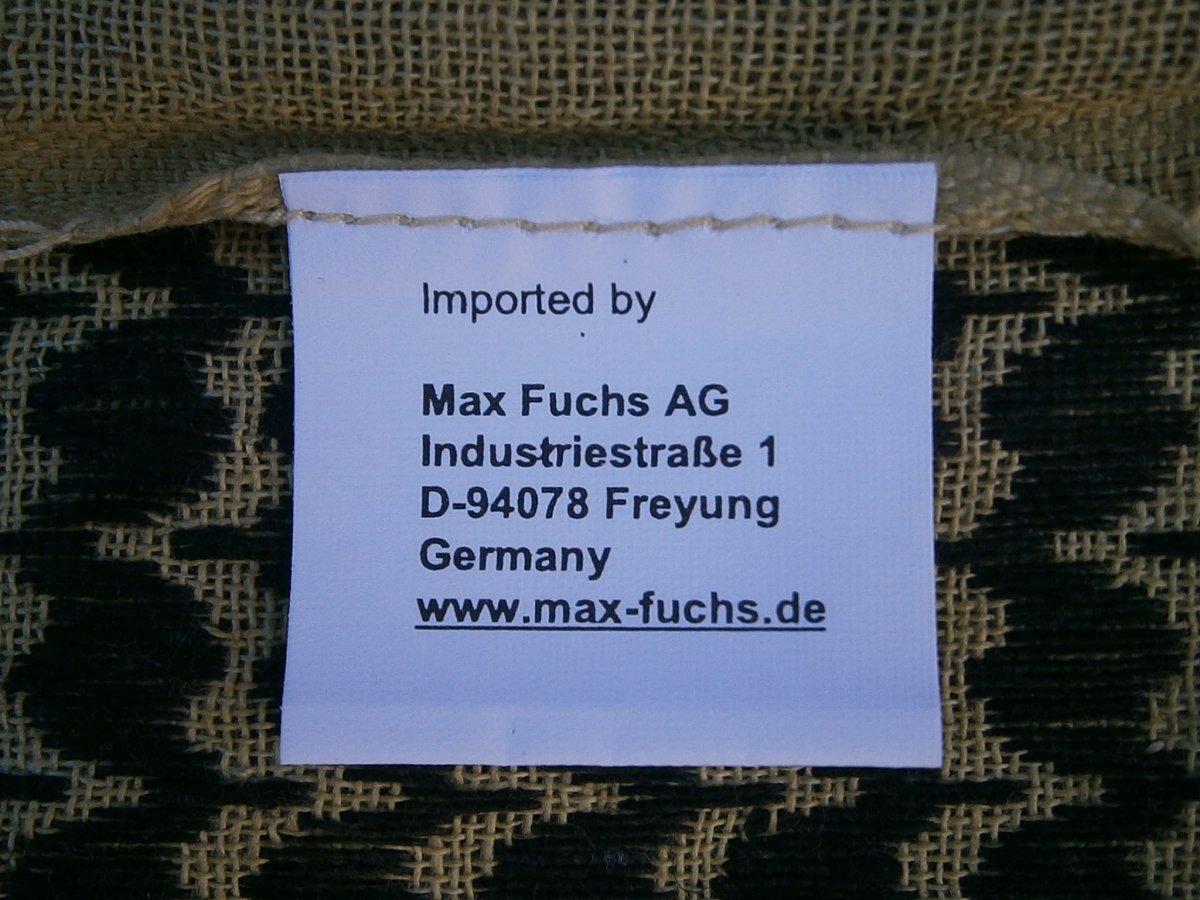 Imported by
Max Fuchs AG
Industriestraße 1
D-94078 Freyung
Germany
www.max-fuchs.de